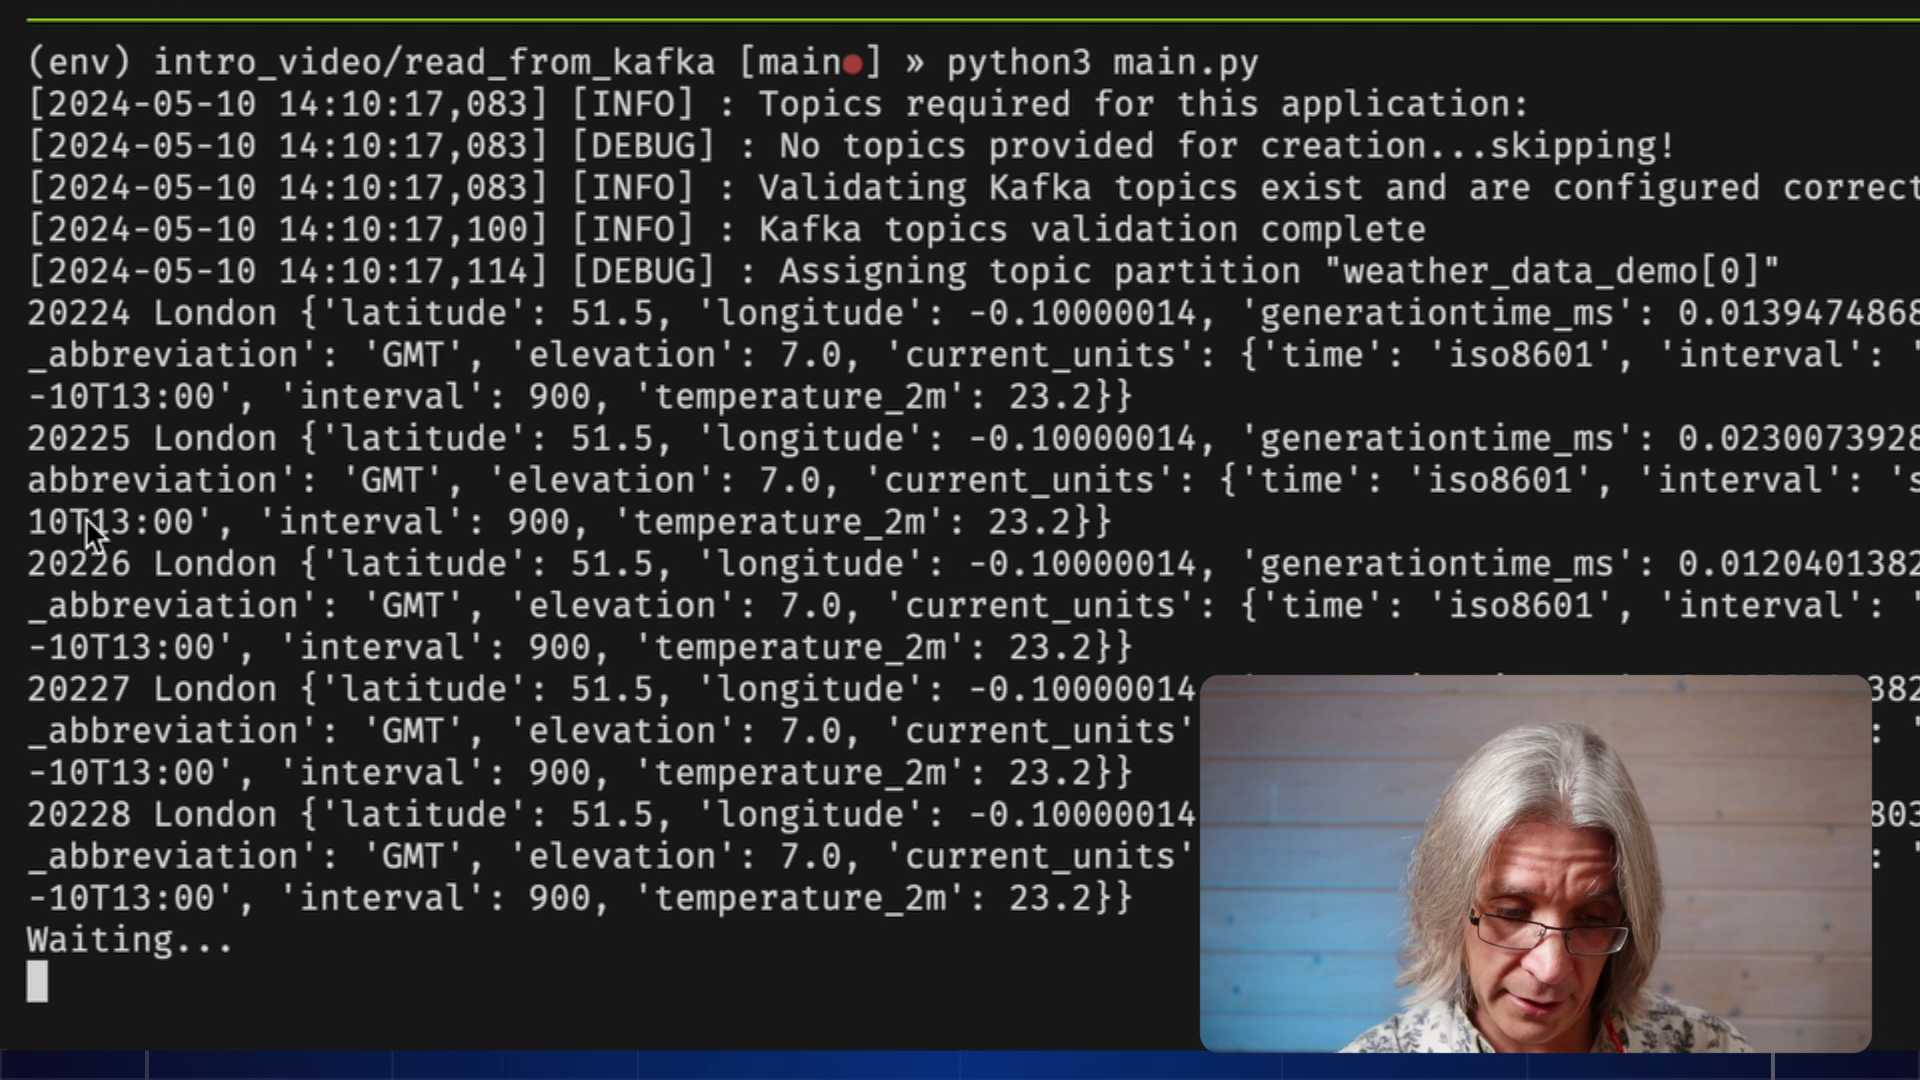 (env) intro_video/read_from_kafka [main●] » python3 main.py
[2024-05-10 14:10:17,083] [INFO] : Topics required for this application:
[2024-05-10 14:10:17,083] [DEBUG] : No topics provided for creation...skipping!
[2024-05-10 14:10:17,083] [INFO] : Validating Kafka topics exist and are configured correct
[2024-05-10 14:10:17,100] [INFO] : Kafka topics validation complete
[2024-05-10 14:10:17,114] [DEBUG] : Assigning topic partition "weather_data_demo[0]"
20224 London {'latitude': 51.5, 'longitude': -0.10000014, 'generationtime_ms': 0.0139474868
_abbreviation': 'GMT', 'elevation': 7.0, 'current_units': {'time': 'iso8601', 'interval': '
-10T13:00', 'interval': 900, 'temperature_2m': 23.2}}
20225 London {'latitude': 51.5, 'longitude': -0.10000014, 'generationtime_ms': 0.0230073928
abbreviation': 'GMT', 'elevation': 7.0, 'current_units': {'time': 'iso8601', 'interval': 's
10T13:00', 'interval': 900, 'temperature_2m': 23.2}}
20226 London {'latitude': 51.5, 'longitude': -0.10000014, 'generationtime_ms': 0.0120401382
_abbreviation': 'GMT', 'elevation': 7.0, 'current_units': {'time': 'iso8601', 'interval': '
-10T13:00', 'interval': 900, 'temperature_2m': 23.2}}
20227 London {'latitude': 51.5, 'longitude': -0.10000014 382
_abbreviation': 'GMT', 'elevation': 7.0, 'current_units' : '
-10T13:00', 'interval': 900, 'temperature_2m': 23.2}}
20228 London {'latitude': 51.5, 'longitude': -0.10000014 803
_abbreviation': 'GMT', 'elevation': 7.0, 'current_units' : '
-10T13:00', 'interval': 900, 'temperature_2m': 23.2}}
Waiting...